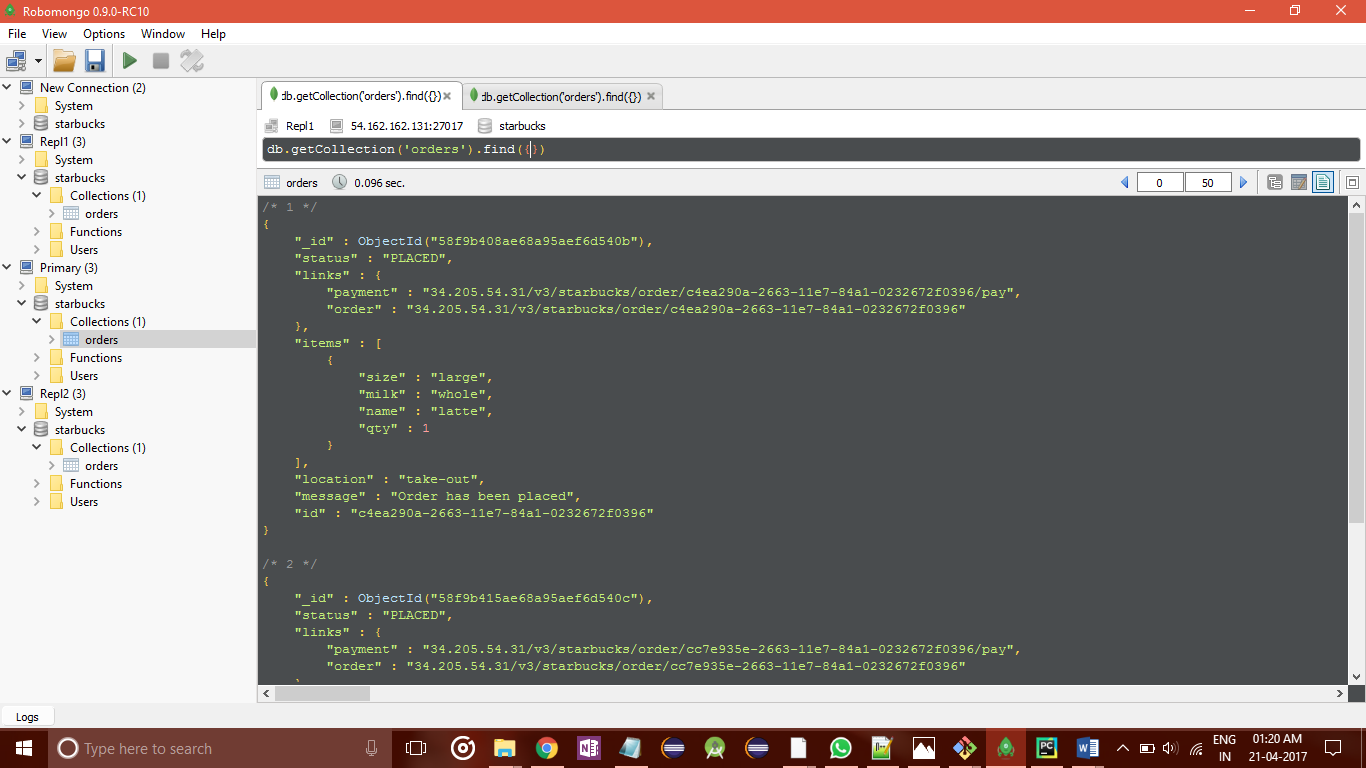 Robomongo 0.9.0-RC10
File View Options Window Help
New Connection (2)
System
starbucks
Repl1 (3)
System
starbucks
Collections (1)
orders
Functions
Users
Primary (3)
System
starbucks
Collections (1)
orders
Functions
Users
Repl2 (3)
System
starbucks
Collections (1)
orders
Functions
Users
db.getCollection('orders').find({}) db.getCollection('orders').find({})
Repl1 54.162.162.131:27017 starbucks
db.getCollection('orders').find({})
orders 0.096 sec. 0 50
/* 1 */
{
"_id" : ObjectId("58f9b408ae68a95aef6d540b"),
"status" : "PLACED",
"links" : {
"payment" : "34.205.54.31/v3/starbucks/order/c4ea290a-2663-11e7-84a1-0232672f0396/pay",
"order" : "34.205.54.31/v3/starbucks/order/c4ea290a-2663-11e7-84a1-0232672f0396"
},
"items" : [
{
"size" : "large",
"milk" : "whole",
"name" : "latte",
"qty" : 1
}
],
"location" : "take-out",
"message" : "Order has been placed",
"id" : "c4ea290a-2663-11e7-84a1-0232672f0396"
}
/* 2 */
{
"_id" : ObjectId("58f9b415ae68a95aef6d540c"),
"status" : "PLACED",
"links" : {
"payment" : "34.205.54.31/v3/starbucks/order/cc7e935e-2663-11e7-84a1-0232672f0396/pay",
"order" : "34.205.54.31/v3/starbucks/order/cc7e935e-2663-11e7-84a1-0232672f0396"
Logs
Type here to search
ENG 01:20 AM
IN 21-04-2017